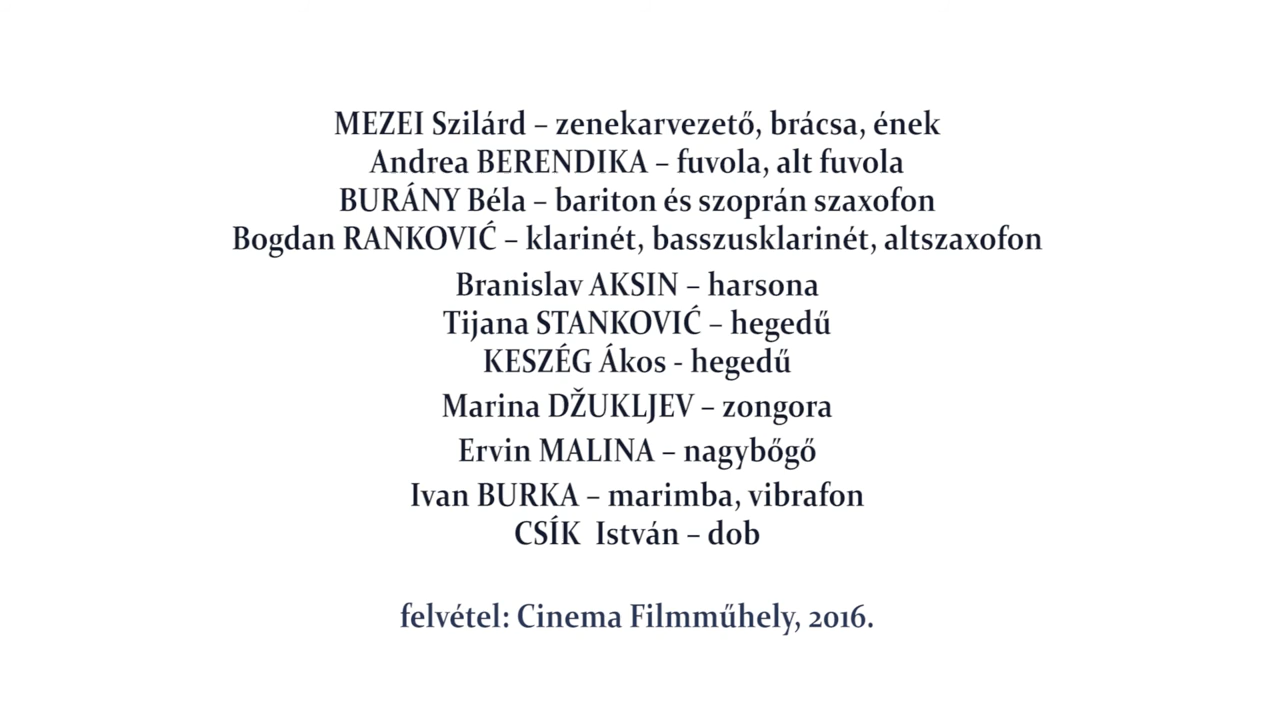 MEZEI Szilárd – zenekarvezető, brácsa, ének
Andrea BERENDIKA – fuvola, alt fuvola
BURÁNY Béla – bariton és szoprán szaxofon
Bogdan RANKOVIĆ – klarinét, basszusklarinét, altszaxofon
Branislav AKSIN – harsona
Tijana STANKOVIĆ – hegedű
KESZÉG Ákos - hegedű
Marina DŽUKLJEV – zongora
Ervin MALINA – nagybőgő
Ivan BURKA – marimba, vibrafon
CSÍK  István – dob
felvétel: Cinema Filmműhely, 2016.